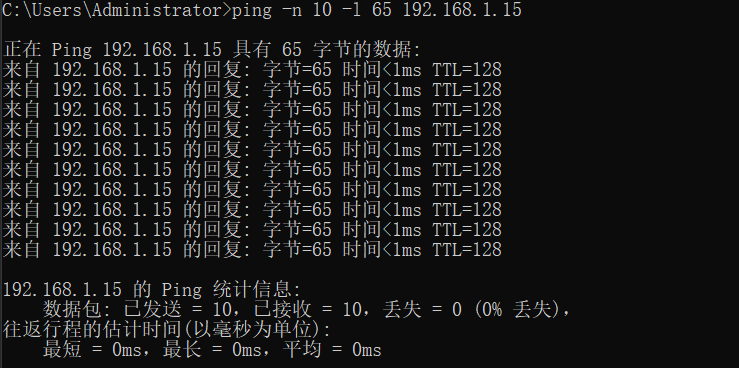 C:\Users\Administrator>ping -n 10 -l 65 192.168.1.15
正在 Ping 192.168.1.15 具有 65 字节的数据:
来自 192.168.1.15 的回复: 字节=65 时间<1ms TTL=128
来自 192.168.1.15 的回复: 字节=65 时间<1ms TTL=128
来自 192.168.1.15 的回复: 字节=65 时间<1ms TTL=128
来自 192.168.1.15 的回复: 字节=65 时间<1ms TTL=128
来自 192.168.1.15 的回复: 字节=65 时间<1ms TTL=128
来自 192.168.1.15 的回复: 字节=65 时间<1ms TTL=128
来自 192.168.1.15 的回复: 字节=65 时间<1ms TTL=128
来自 192.168.1.15 的回复: 字节=65 时间<1ms TTL=128
来自 192.168.1.15 的回复: 字节=65 时间<1ms TTL=128
来自 192.168.1.15 的回复: 字节=65 时间<1ms TTL=128
192.168.1.15 的 Ping 统计信息:
数据包: 已发送 = 10，已接收 = 10，丢失 = 0 (0% 丢失)，
往返行程的估计时间(以毫秒为单位):
最短 = 0ms，最长 = 0ms，平均 = 0ms